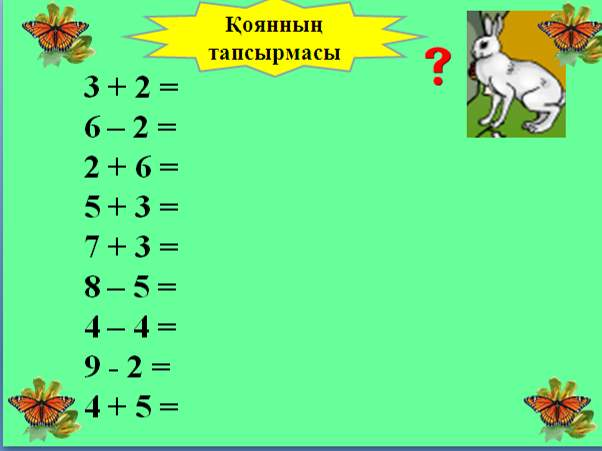 Қоянның
тапсырмасы
?
3 + 2 =
6 – 2 =
2 + 6 =
5 + 3 =
7 + 3 =
8 – 5 =
4 – 4 =
9 - 2 =
4 + 5 =